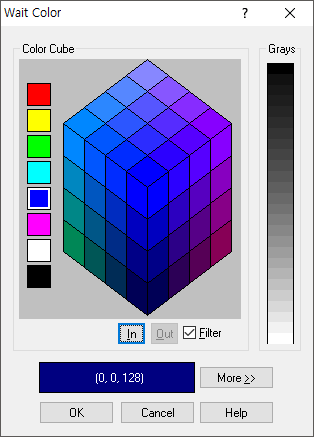 Wait Color
?
Color Cube
Grays
In
Out
Filter
(0, 0, 128)
More >>
OK
Cancel
Help